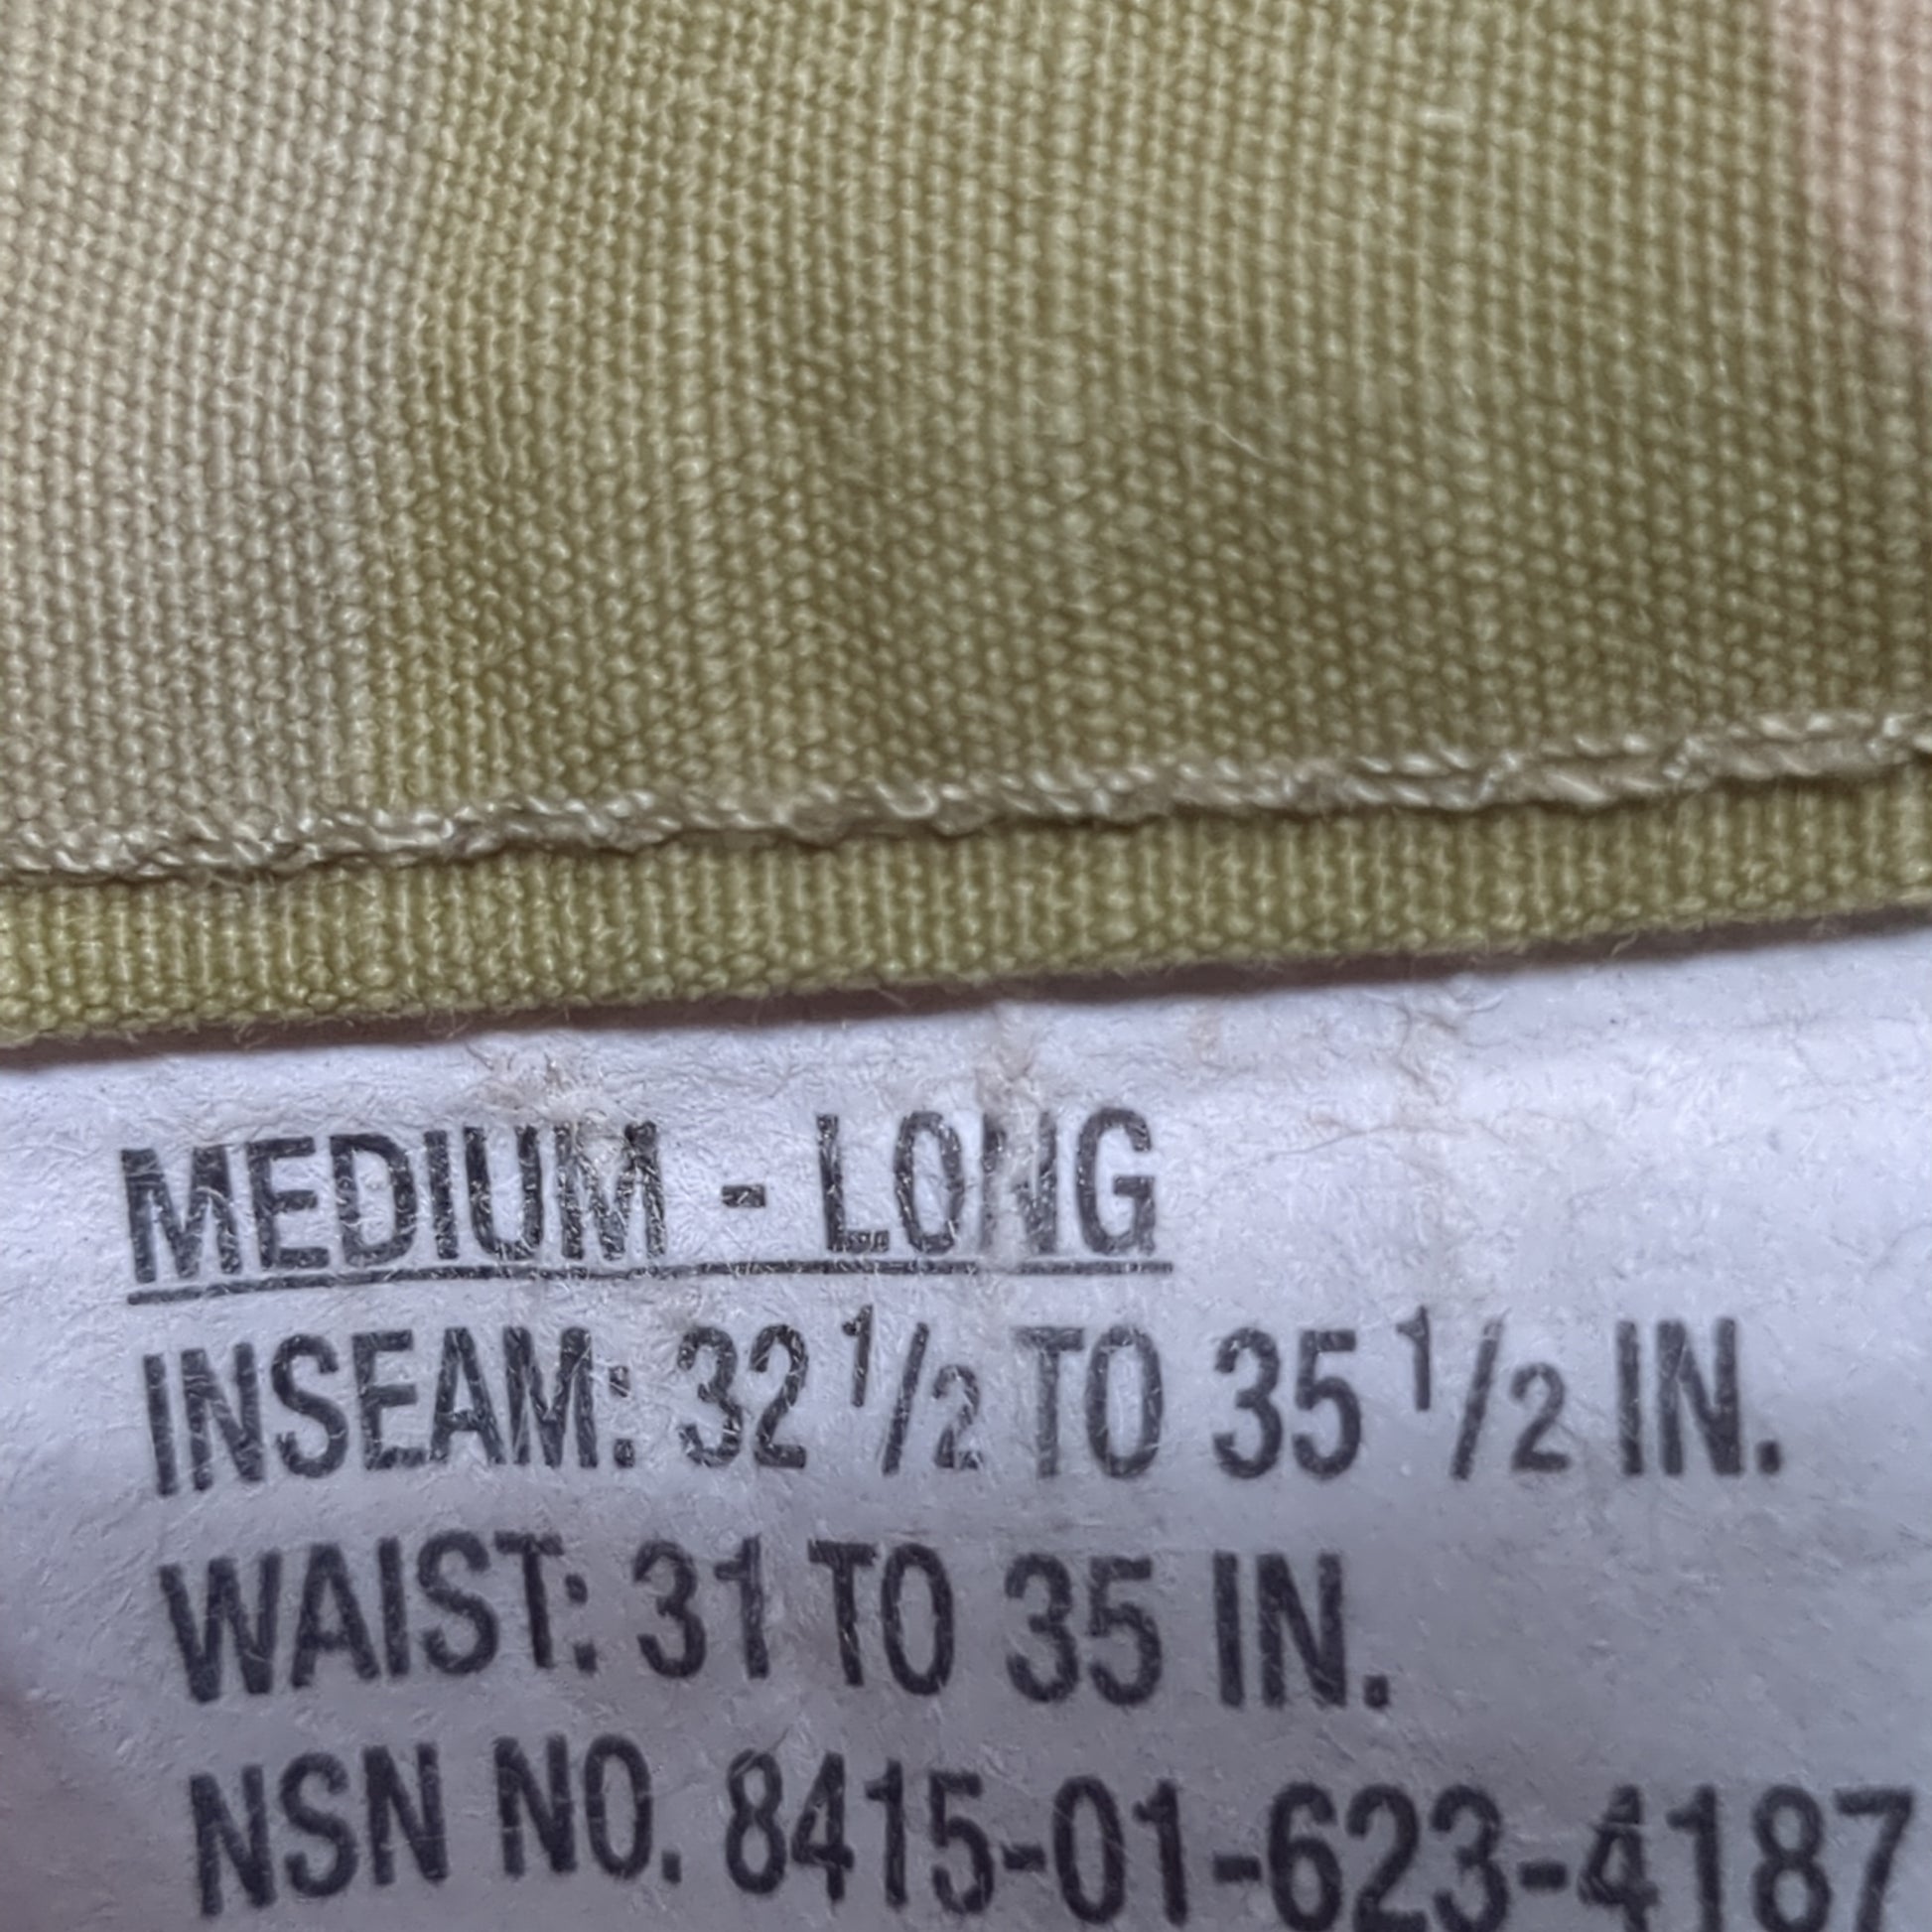 MEDIUM - LONG
INSEAM: 32 1/2 TO 35 1/2 IN.
WAIST: 31 TO 35 IN.
NSN NO. 8415-01-623-4187